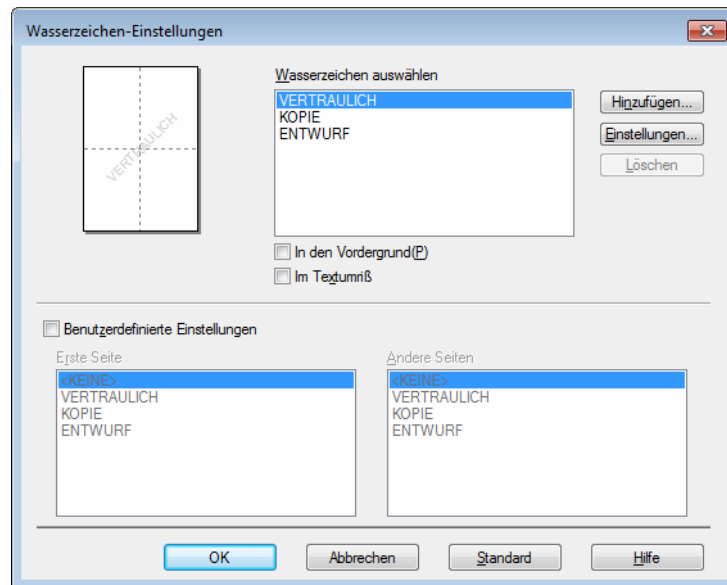 Wasserzeichen-Einstellungen
Wasserzeichen auswählen
VERTRAULICH
KOPIE
ENTWURF
Hinzufügen...
Einstellungen...
Löschen
VERTRAULICH
In den Vordergrund(P)
Im Textumriß
Benutzerdefinierte Einstellungen
Erste Seite
<KEINE>
VERTRAULICH
KOPIE
ENTWURF
Andere Seiten
<KEINE>
VERTRAULICH
KOPIE
ENTWURF
OK
Abbrechen
Standard
Hilfe